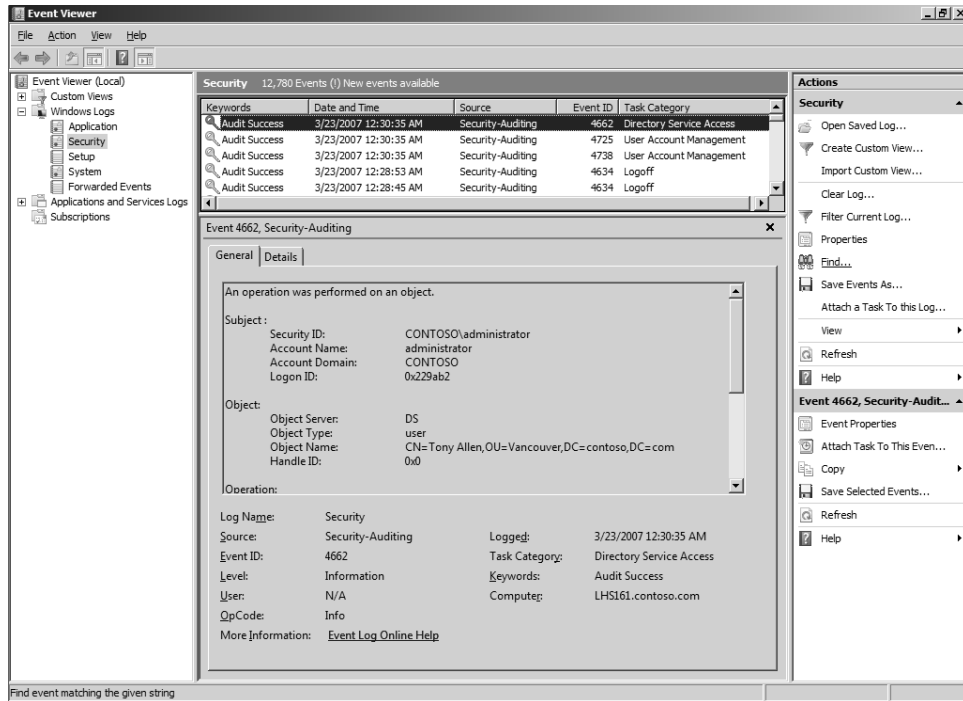 Event Viewer
File Action View Help
Event Viewer (Local)
Custom Views
Windows Logs
Application
Security
Setup
System
Forwarded Events
Applications and Services Logs
Subscriptions
Security 12,780 Events (!) New events available
Keywords Date and Time Source Event ID Task Category
Audit Success 3/23/2007 12:30:35 AM Security-Auditing 4662 Directory Service Access
Audit Success 3/23/2007 12:30:35 AM Security-Auditing 4725 User Account Management
Audit Success 3/23/2007 12:30:35 AM Security-Auditing 4738 User Account Management
Audit Success 3/23/2007 12:28:53 AM Security-Auditing 4634 Logoff
Audit Success 3/23/2007 12:28:45 AM Security-Auditing 4634 Logoff
Event 4662, Security-Auditing
General Details
An operation was performed on an object.
Subject :
Security ID: CONTOSO\administrator
Account Name: administrator
Account Domain: CONTOSO
Logon ID: 0x229ab2
Object:
Object Server: DS
Object Type: user
Object Name: CN=Tony Allen,OU=Vancouver,DC=contoso,DC=com
Handle ID: 0x0
Operation:
Log Name: Security
Source: Security-Auditing Logged: 3/23/2007 12:30:35 AM
Event ID: 4662 Task Category: Directory Service Access
Level: Information Keywords: Audit Success
User: N/A Computer: LHS161.contoso.com
OpCode: Info
More Information: Event Log Online Help
Actions
Security
Open Saved Log...
Create Custom View...
Import Custom View...
Clear Log...
Filter Current Log...
Properties
Find...
Save Events As...
Attach a Task To this Log...
View
Refresh
Help
Event 4662, Security-Audit...
Event Properties
Attach Task To This Even...
Copy
Save Selected Events...
Refresh
Help
Find event matching the given string